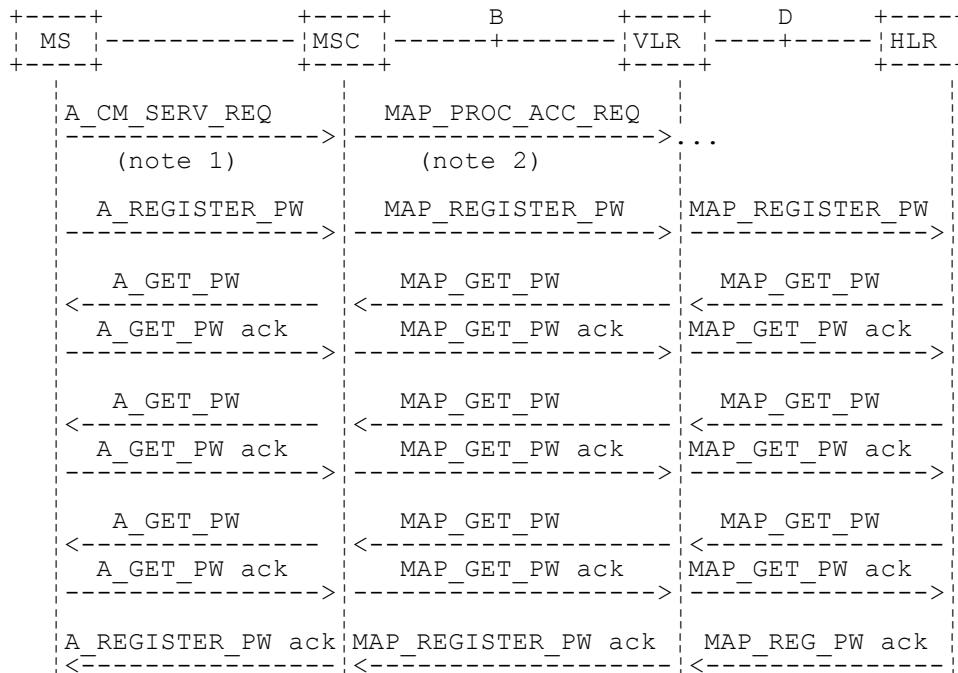 B D
MS MSC VLR HLR
A_CM_SERV_REQ MAP_PROC_ACC_REQ
...
(note 1) (note 2)
A_REGISTER_PW MAP_REGISTER_PW MAP_REGISTER_PW
A_GET_PW MAP_GET_PW MAP_GET_PW
A_GET_PW ack MAP_GET_PW ack MAP_GET_PW ack
A_GET_PW MAP_GET_PW MAP_GET_PW
A_GET_PW ack MAP_GET_PW ack MAP_GET_PW ack
A_GET_PW MAP_GET_PW MAP_GET_PW
A_GET_PW ack MAP_GET_PW ack MAP_GET_PW ack
A_REGISTER_PW ack MAP_REGISTER_PW ack MAP_REG_PW ack